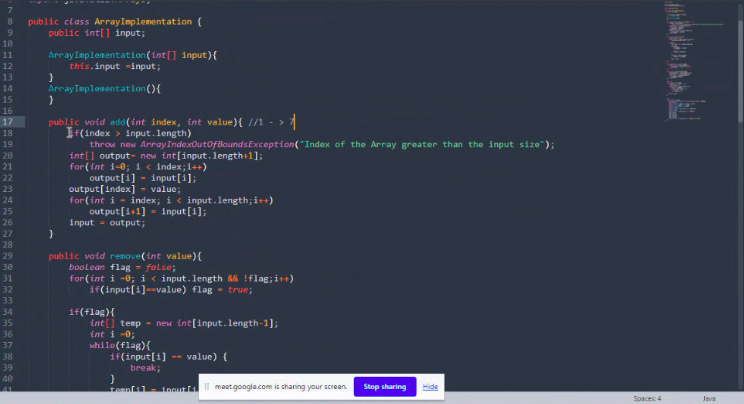 7
8 public class ArrayImplementation {
9 public int[] input;
10
11 ArrayImplementation(int[] input){
12 this.input =input;
13 }
14 ArrayImplementation(){
15 }
16
17 public void add(int index, int value){ //1 - > 7
18 if(index > input.length)
19 throw new ArrayIndexOutOfBoundsException("Index of the Array greater than the input size");
20 int[] output= new int[input.length+1];
21 for(int i=0; i < index;i++)
22 output[i] = input[i];
23 output[index] = value;
24 for(int i = index; i < input.length;i++)
25 output[i+1] = input[i];
26 input = output;
27 }
28
29 public void remove(int value){
30 boolean flag = false;
31 for(int i =0; i < input.length && !flag;i++)
32 if(input[i]==value) flag = true;
33
34 if(flag){
35 int[] temp = new int[input.length-1];
36 int i =0;
37 while(flag){
38 if(input[i] == value) {
39 break;
40 }
41 temp[i] = input[i
meet.google.com is sharing your screen. Stop sharing Hide
Spaces: 4 Java